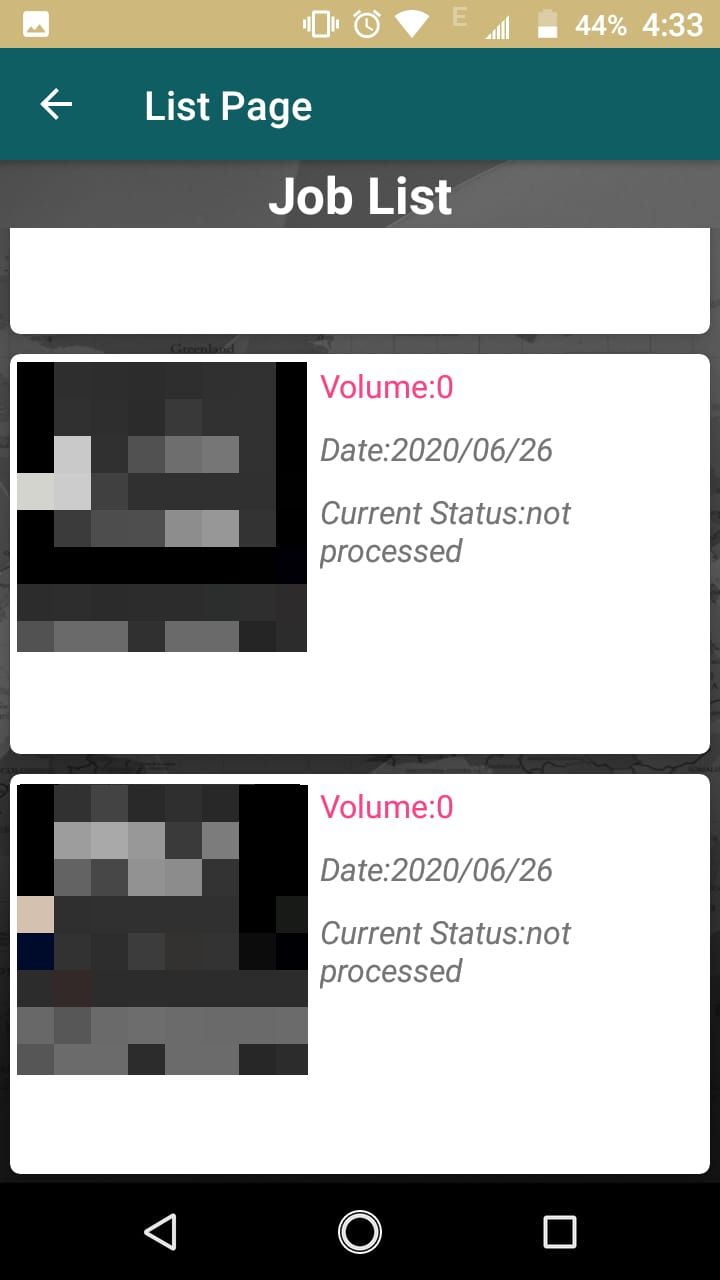 E 44% 4:33
List Page
Job List
Greenland
Volume:0
Date:2020/06/26
Current Status:not
processed
Volume:0
Date:2020/06/26
Current Status:not
processed